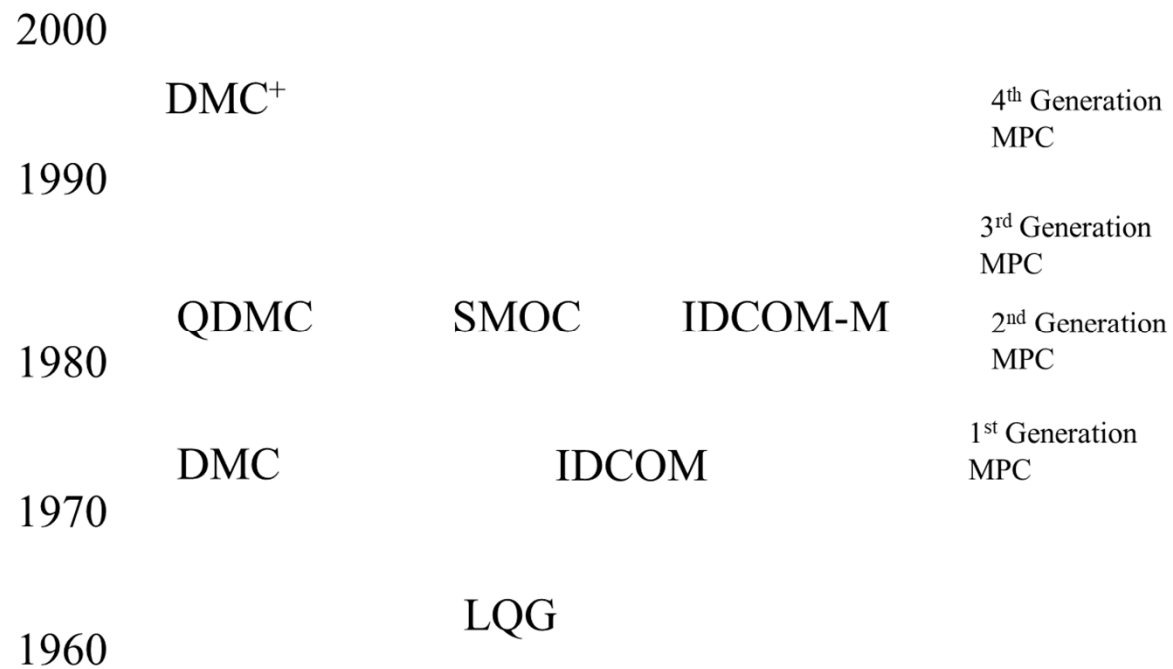 2000
DMC⁺
4ᵗʰ Generation
MPC
1990
3ʳᵈ Generation
MPC
QDMC SMOC IDCOM-M
2ⁿᵈ Generation
MPC
1980
1ˢᵗ Generation
MPC
DMC IDCOM
1970
LQG
1960